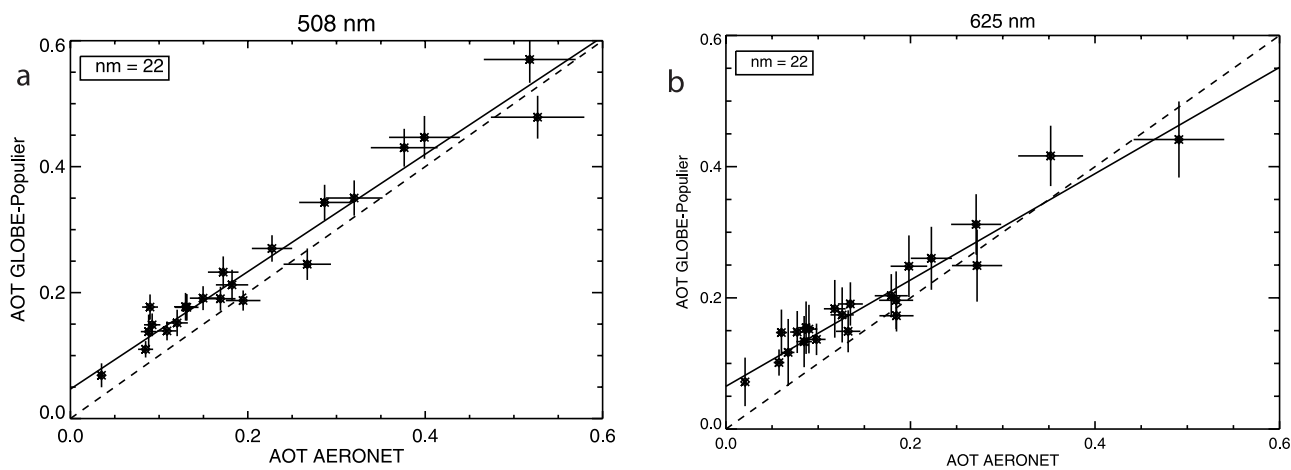 508 nm
a
nm = 22
AOT GLOBE-Populier
0.6
0.4
0.2
0.0
0.0 0.2 0.4 0.6
AOT AERONET
625 nm
b
nm = 22
AOT GLOBE-Populier
0.6
0.4
0.2
0.0
0.0 0.2 0.4 0.6
AOT AERONET